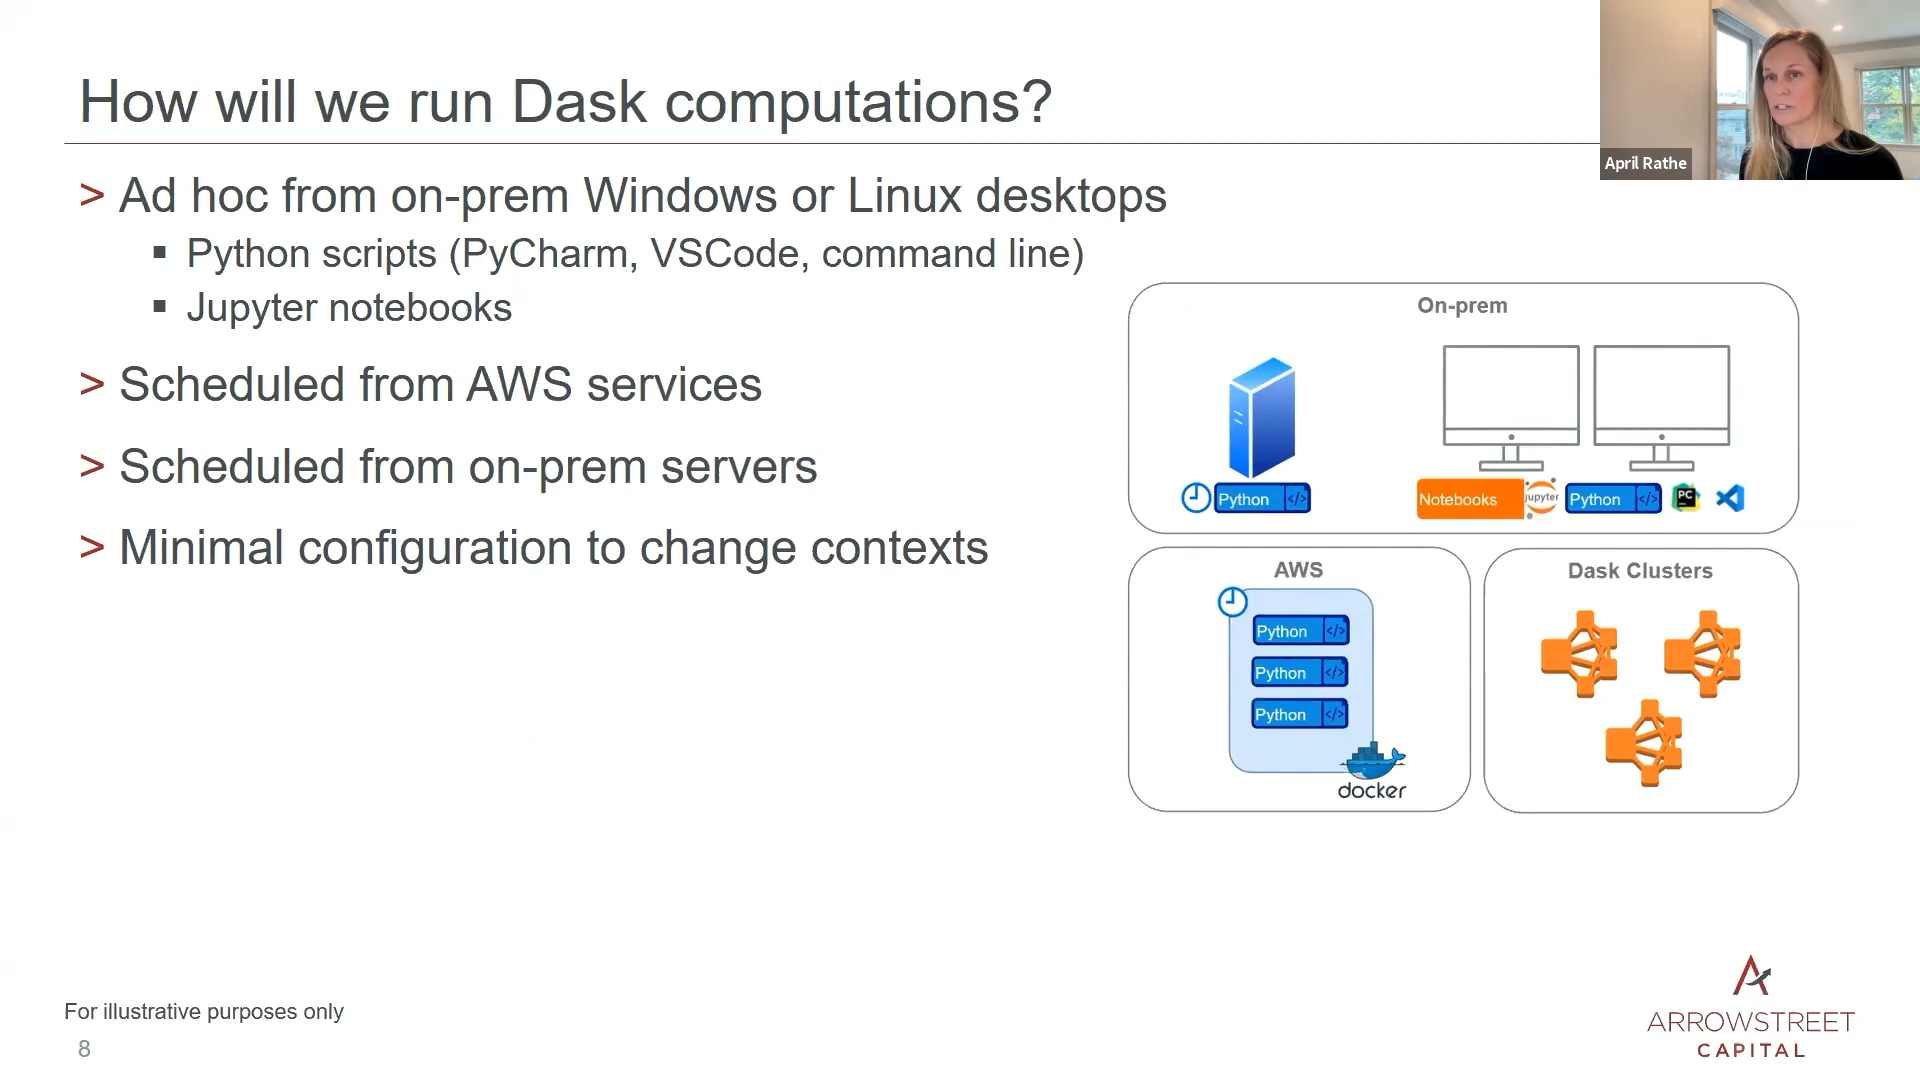 How will we run Dask computations?
April Rathe
> Ad hoc from on-prem Windows or Linux desktops
▪ Python scripts (PyCharm, VSCode, command line)
▪ Jupyter notebooks
> Scheduled from AWS services
> Scheduled from on-prem servers
> Minimal configuration to change contexts
On-prem
Python </>
Notebooks
jupyter
Python </>
PC
AWS
Python </>
Python </>
Python </>
docker
Dask Clusters
For illustrative purposes only
8
ARROWSTREET
CAPITAL